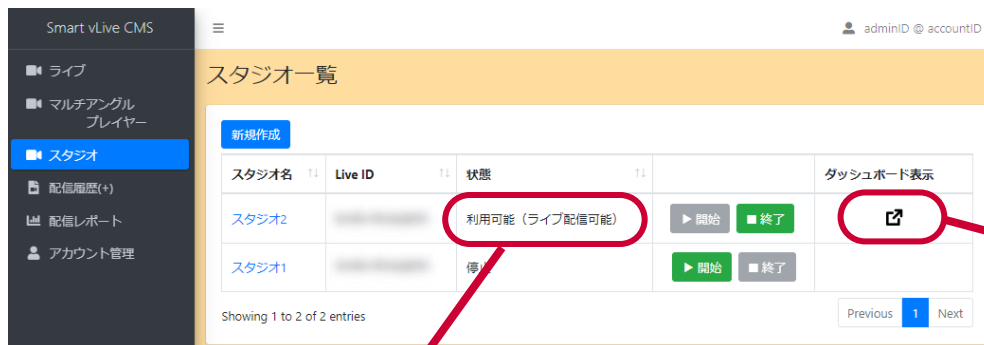 Smart vLive CMS
adminID @ accountID
ライブ
マルチアングル
プレイヤー
スタジオ
配信履歴(+)
配信レポート
アカウント管理
スタジオ一覧
新規作成
スタジオ名 Live ID 状態 ダッシュボード表示
スタジオ2 利用可能（ライブ配信可能） 開始 終了
スタジオ1 停止 開始 終了
Showing 1 to 2 of 2 entries
Previous 1 Next